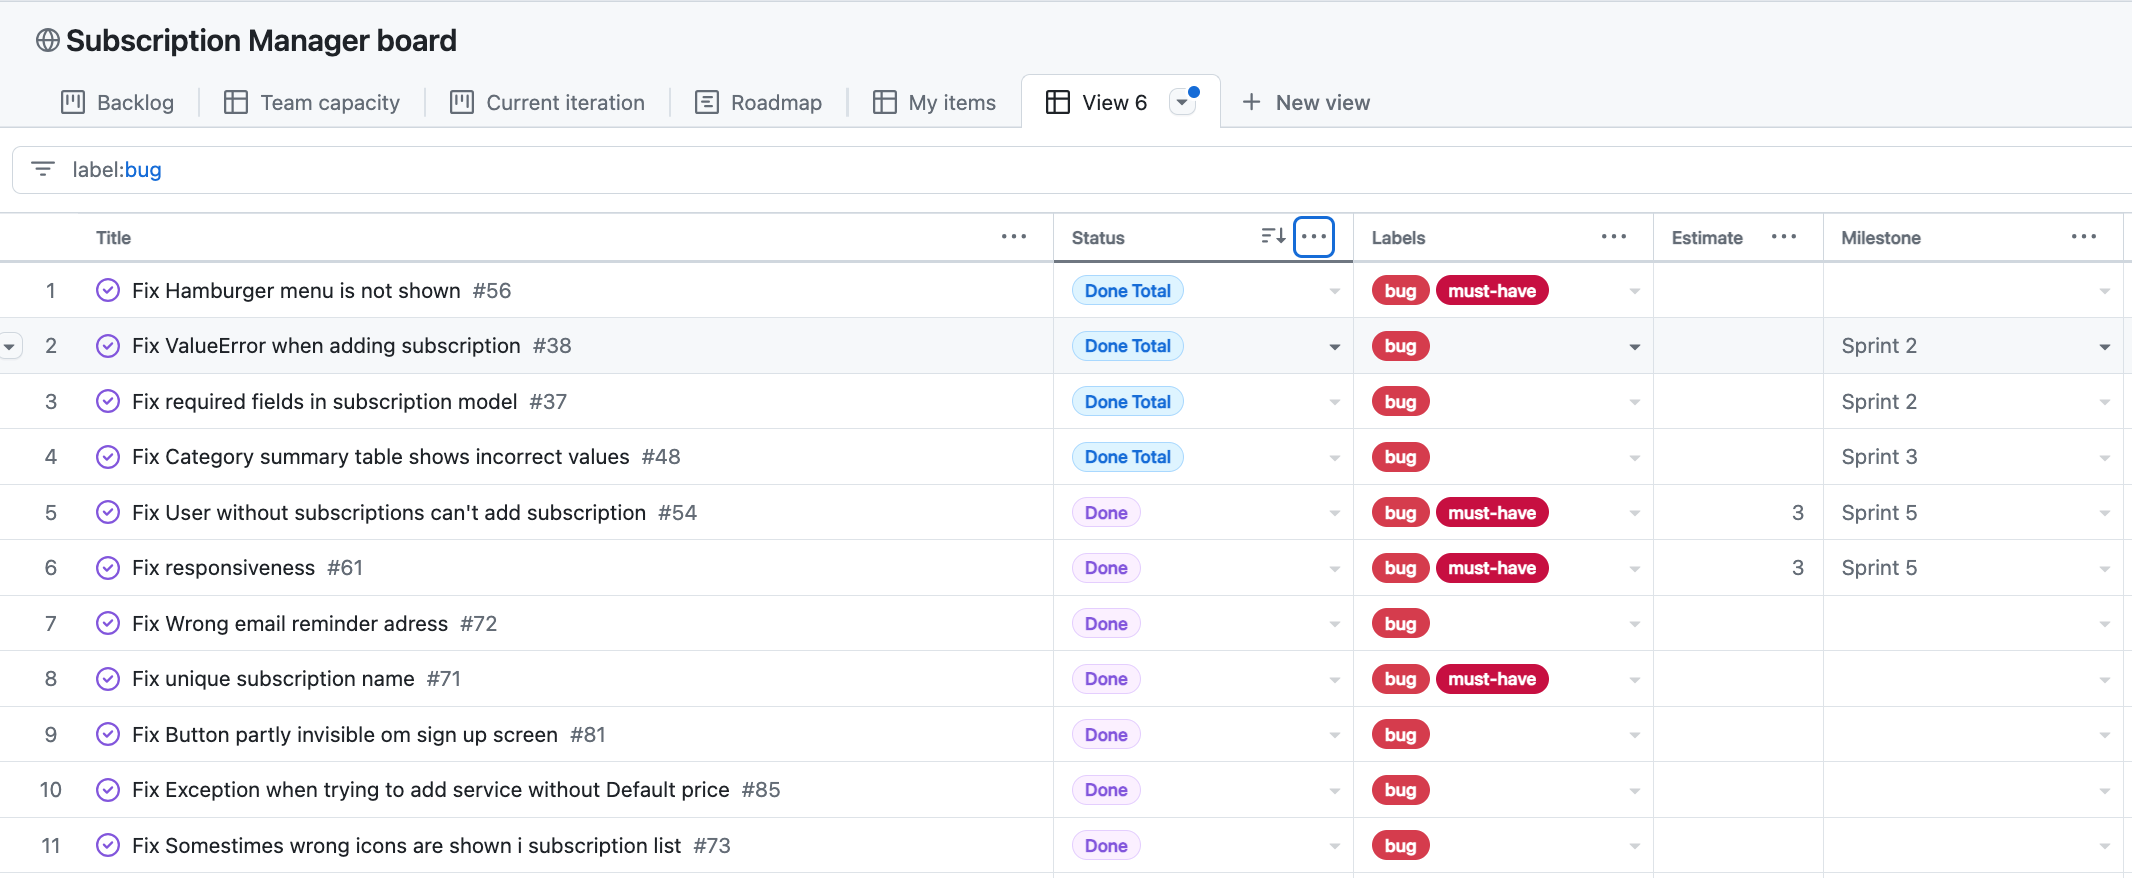 Subscription Manager board
Backlog Team capacity Current iteration Roadmap My items View 6 New view
label:bug
Title Status Labels Estimate Milestone
1 Fix Hamburger menu is not shown #56 Done Total bug must-have
2 Fix ValueError when adding subscription #38 Done Total bug Sprint 2
3 Fix required fields in subscription model #37 Done Total bug Sprint 2
4 Fix Category summary table shows incorrect values #48 Done Total bug Sprint 3
5 Fix User without subscriptions can't add subscription #54 Done bug must-have 3 Sprint 5
6 Fix responsiveness #61 Done bug must-have 3 Sprint 5
7 Fix Wrong email reminder adress #72 Done bug
8 Fix unique subscription name #71 Done bug must-have
9 Fix Button partly invisible om sign up screen #81 Done bug
10 Fix Exception when trying to add service without Default price #85 Done bug
11 Fix Somestimes wrong icons are shown i subscription list #73 Done bug